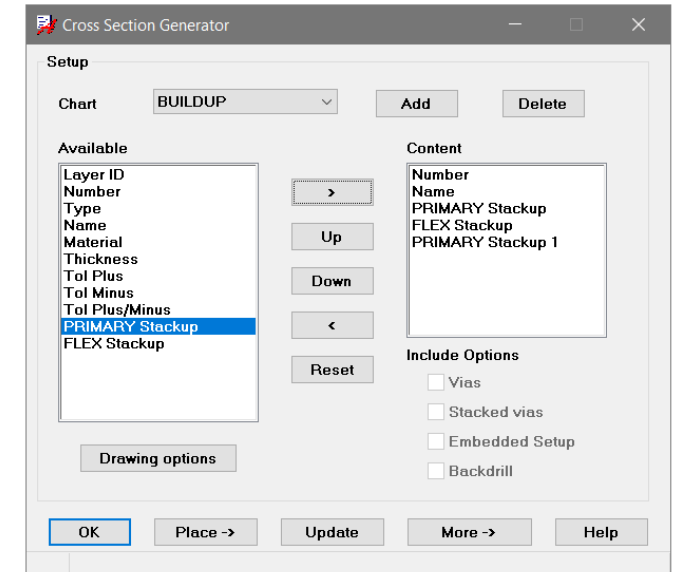 Cross Section Generator
Setup
Chart BUILDUP Add Delete
Available
Layer ID
Number
Type
Name
Material
Thickness
Tol Plus
Tol Minus
Tol Plus/Minus
PRIMARY Stackup
FLEX Stackup
>
Up
Down
<
Reset
Content
Number
Name
PRIMARY Stackup
FLEX Stackup
PRIMARY Stackup 1
Include Options
Vias
Stacked vias
Embedded Setup
Backdrill
Drawing options
OK Place -> Update More -> Help